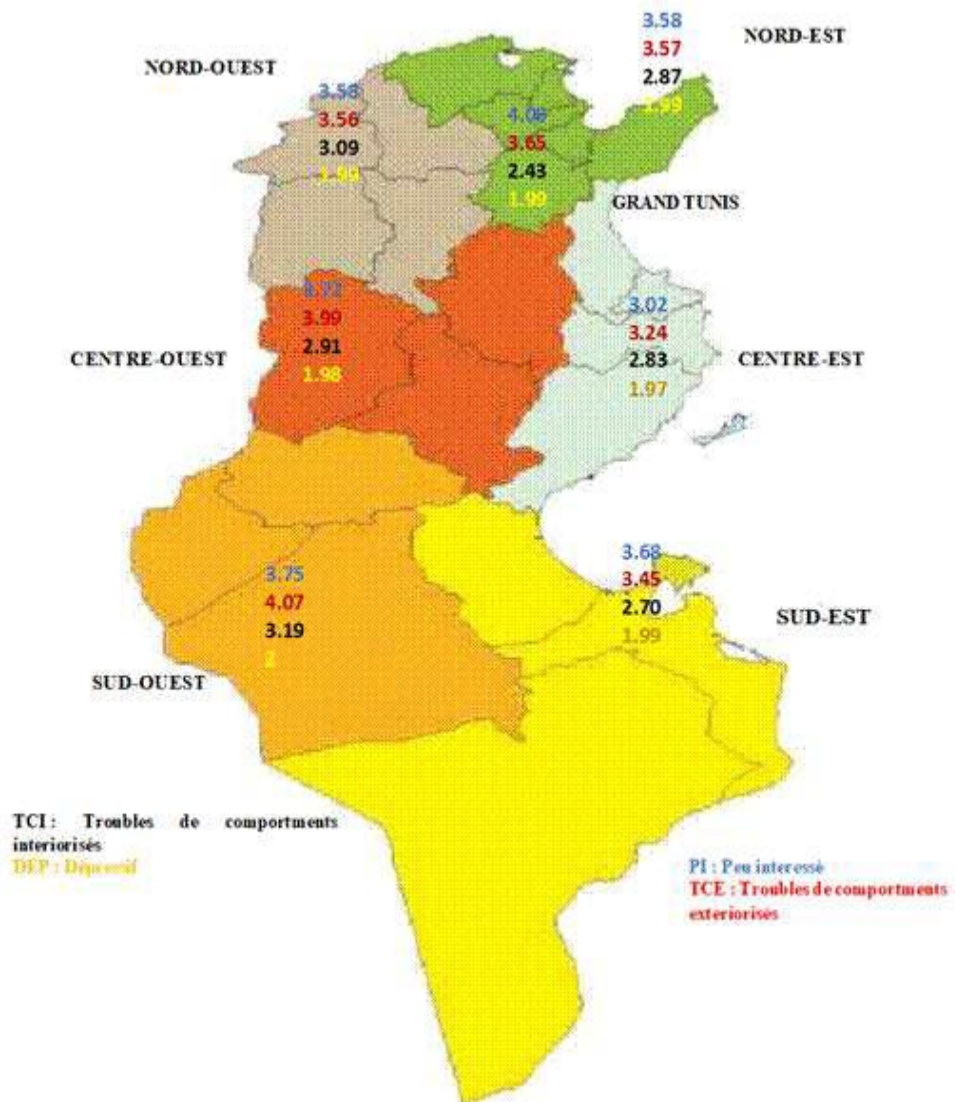 3.58
NORD-EST
3.57
2.87
1.99
NORD-OUEST
3.58
3.56
3.09
1.99
4.08
3.65
2.43
1.99
GRAND TUNIS
3.99
2.91
1.98
CENTRE-OUEST
3.02
3.24
2.83
1.97
CENTRE-EST
3.75
4.07
3.19
2
SUD-OUEST
3.68
3.45
2.70
1.99
SUD-EST
TCI : Troubles de comportments
interiorisés
DEP : Dépressif
PI : Peu interessé
TCE : Troubles de comportments
exteriorisés